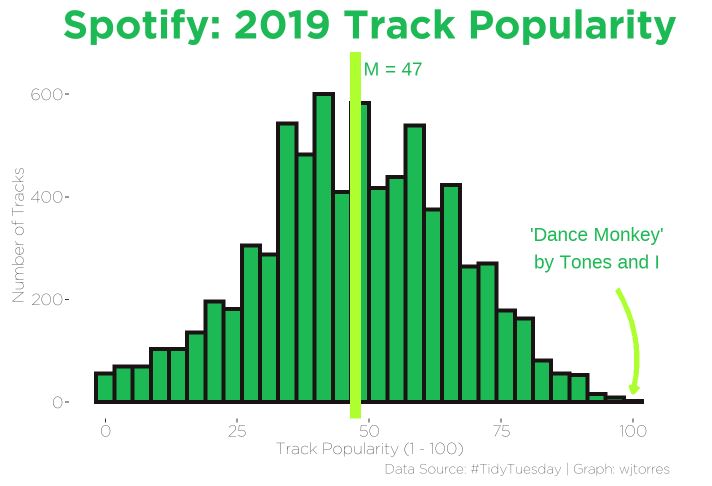 Spotify: 2019 Track Popularity
M = 47
600
400
200
0
Number of Tracks
'Dance Monkey'
by Tones and I
0 25 50 75 100
Track Popularity (1 - 100)
Data Source: #TidyTuesday | Graph: wjtorres